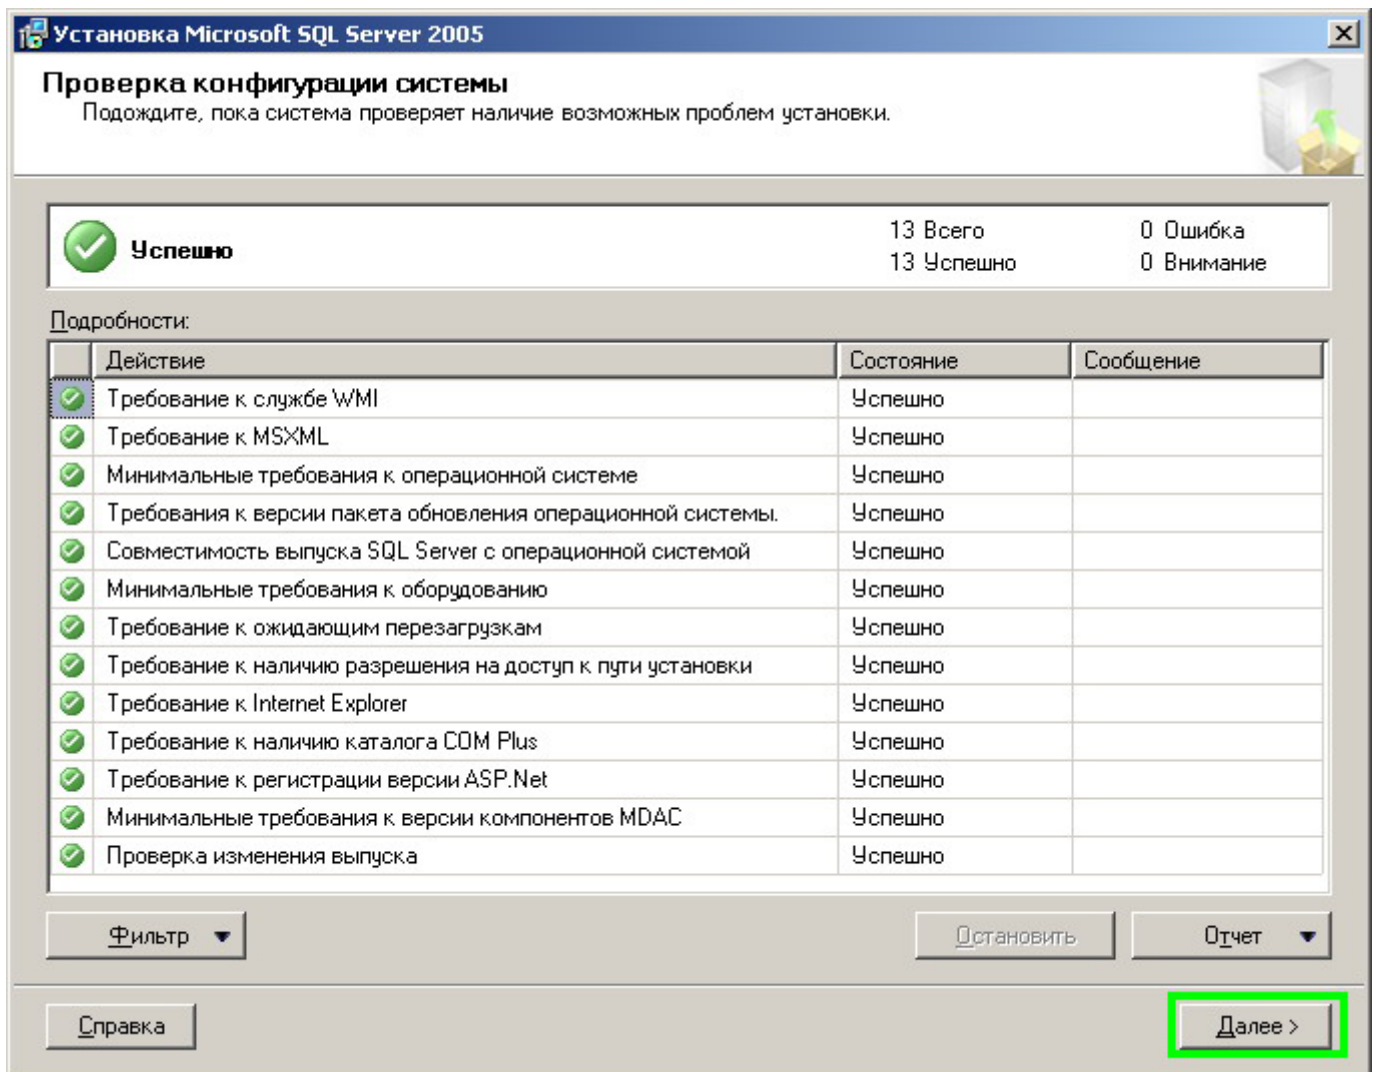 Установка Microsoft SQL Server 2005
Проверка конфигурации системы
Подождите, пока система проверяет наличие возможных проблем установки.
Успешно
13 Всего 0 Ошибка
13 Успешно 0 Внимание
Подробности:
Действие Состояние Сообщение
Требование к службе WMI Успешно
Требование к MSXML Успешно
Минимальные требования к операционной системе Успешно
Требования к версии пакета обновления операционной системы. Успешно
Совместимость выпуска SQL Server с операционной системой Успешно
Минимальные требования к оборудованию Успешно
Требование к ожидающим перезагрузкам Успешно
Требование к наличию разрешения на доступ к пути установки Успешно
Требование к Internet Explorer Успешно
Требование к наличию каталога COM Plus Успешно
Требование к регистрации версии ASP.Net Успешно
Минимальные требования к версии компонентов MDAC Успешно
Проверка изменения выпуска Успешно
Фильтр Остановить Отчет
Справка Далее >